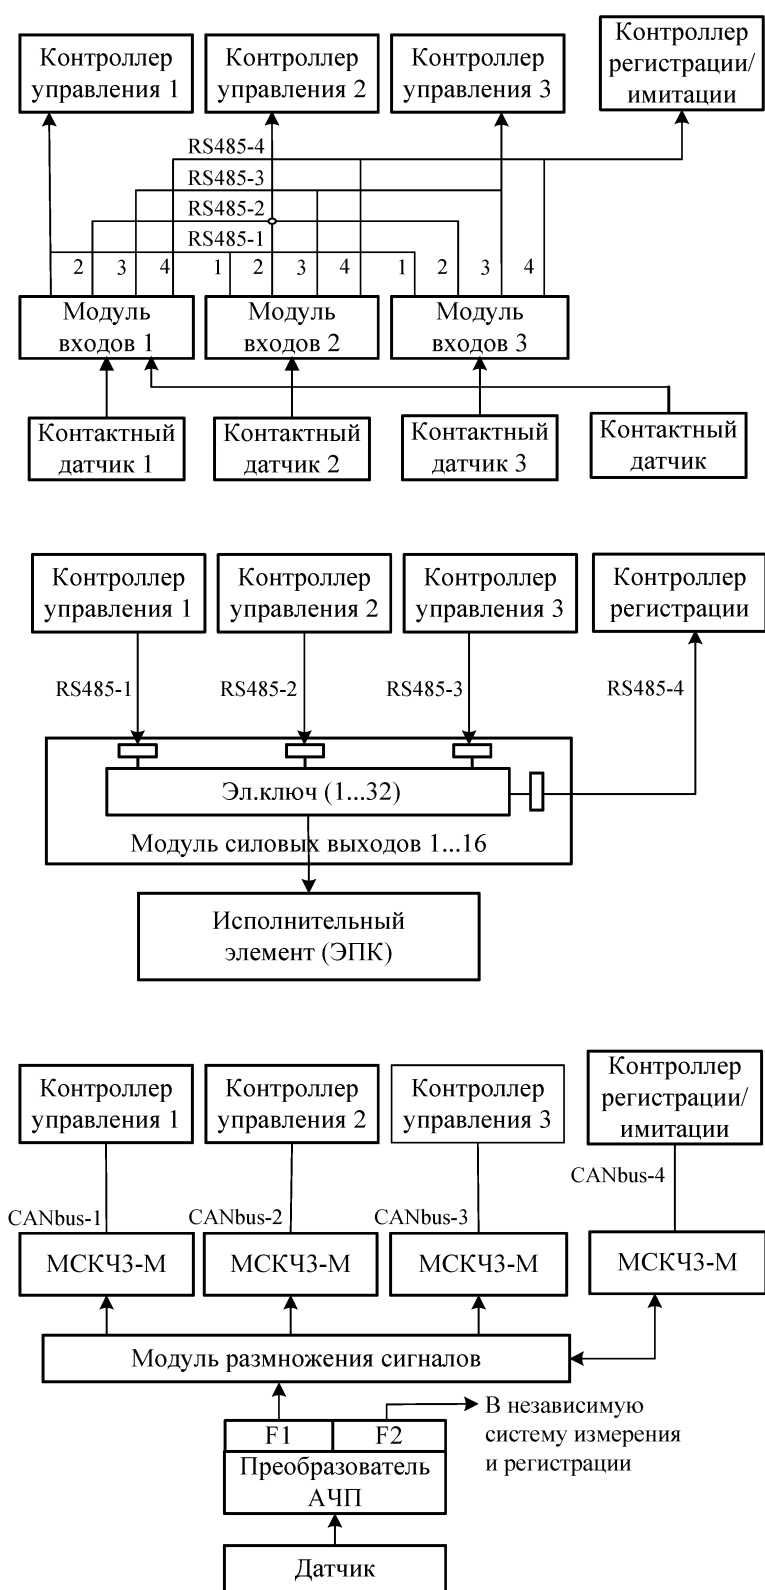 Контроллер
управления 1
Контроллер
управления 2
Контроллер
управления 3
Контроллер
регистрации/
имитации
RS485-4
RS485-3
RS485-2
RS485-1
2 3 4 1 2 3 4 1 2 3 4
Модуль
входов 1
Модуль
входов 2
Модуль
входов 3
Контактный
датчик 1
Контактный
датчик 2
Контактный
датчик 3
Контактный
датчик
Контроллер
управления 1
Контроллер
управления 2
Контроллер
управления 3
Контроллер
регистрации
RS485-1
RS485-2
RS485-3
RS485-4
Эл.ключ (1...32)
Модуль силовых выходов 1...16
Исполнительный
элемент (ЭПК)
Контроллер
управления 1
Контроллер
управления 2
Контроллер
управления 3
Контроллер
регистрации/
имитации
CANbus-1
CANbus-2
CANbus-3
CANbus-4
МСКЧ3-М
МСКЧ3-М
МСКЧ3-М
МСКЧ3-М
Модуль размножения сигналов
F1
F2
В независимую
систему измерения
и регистрации
Преобразователь
АЧП
Датчик